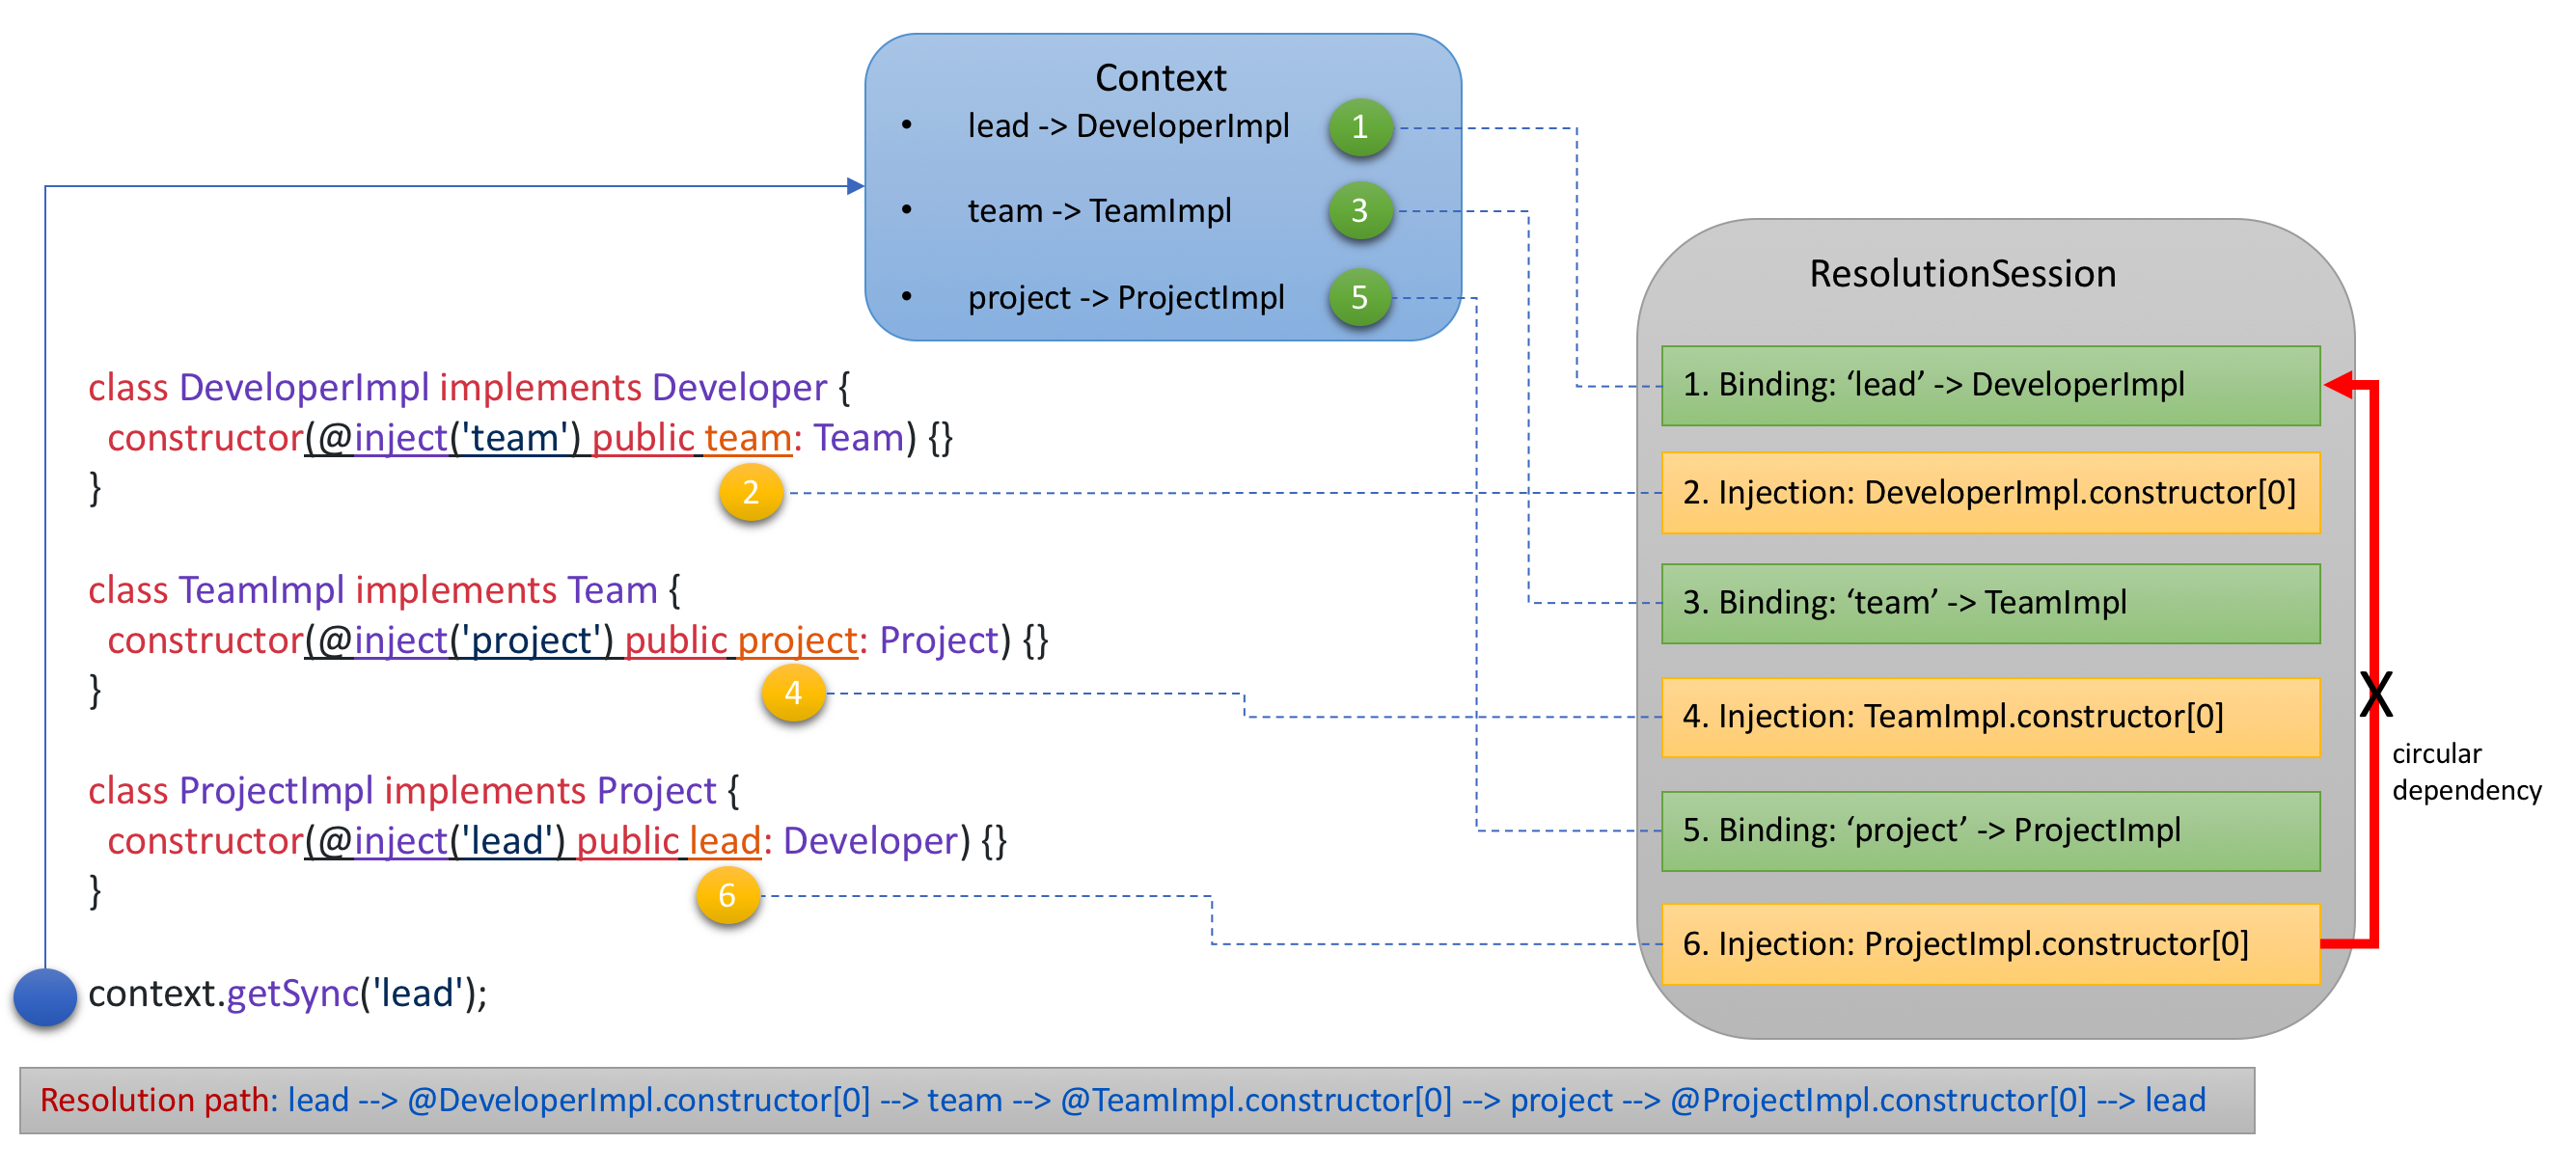 Context
• lead -> DeveloperImpl 1
• team -> TeamImpl 3
• project -> ProjectImpl 5
class DeveloperImpl implements Developer {
constructor(@inject('team') public team: Team) {}
}
2
class TeamImpl implements Team {
constructor(@inject('project') public project: Project) {}
}
4
class ProjectImpl implements Project {
constructor(@inject('lead') public lead: Developer) {}
}
6
context.getSync('lead');
ResolutionSession
1. Binding: ‘lead’ -> DeveloperImpl
2. Injection: DeveloperImpl.constructor[0]
3. Binding: ‘team’ -> TeamImpl
4. Injection: TeamImpl.constructor[0]
5. Binding: ‘project’ -> ProjectImpl
6. Injection: ProjectImpl.constructor[0]
X
circular
dependency
Resolution path: lead --> @DeveloperImpl.constructor[0] --> team --> @TeamImpl.constructor[0] --> project --> @ProjectImpl.constructor[0] --> lead